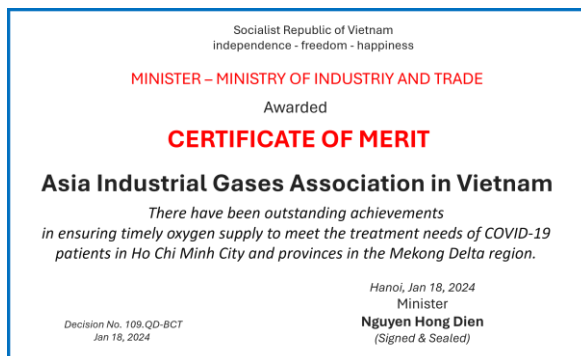 Socialist Republic of Vietnam
independence - freedom - happiness
MINISTER – MINISTRY OF INDUSTRIY AND TRADE
Awarded
CERTIFICATE OF MERIT
Asia Industrial Gases Association in Vietnam
There have been outstanding achievements
in ensuring timely oxygen supply to meet the treatment needs of COVID-19
patients in Ho Chi Minh City and provinces in the Mekong Delta region.
Hanoi, Jan 18, 2024
Minister
Nguyen Hong Dien
(Signed & Sealed)
Decision No. 109.QD-BCT
Jan 18, 2024